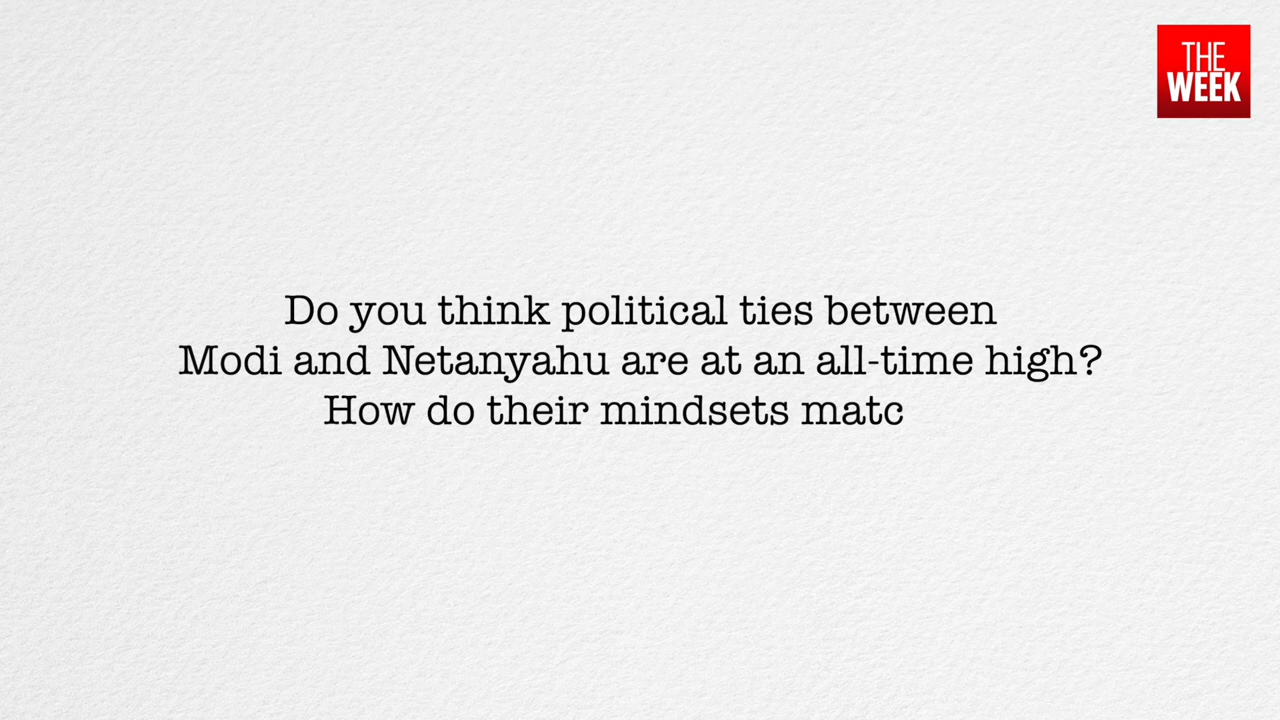 THE
WEEK
Do you think political ties between
Modi and Netanyahu are at an all-time high?
How do their mindsets matc